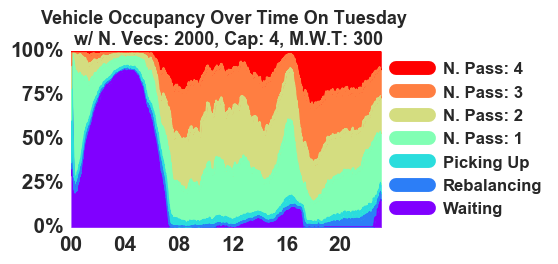 Vehicle Occupancy Over Time On Tuesday
w/ N. Vecs: 2000, Cap: 4, M.W.T: 300
100%
75%
50%
25%
0%
00 04 08 12 16 20
N. Pass: 4
N. Pass: 3
N. Pass: 2
N. Pass: 1
Picking Up
Rebalancing
Waiting